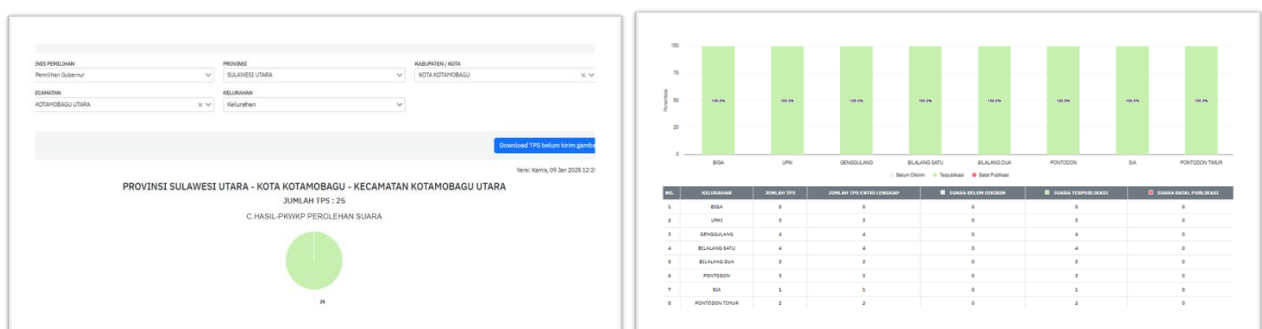 JENIS PEMILIHAN PROVINSI KABUPATEN / KOTA
Pemilihan Gubernur SULAWESI UTARA KOTA KOTAMOBAGU
KECAMATAN KELURAHAN
KOTAMOBAGU UTARA Kelurahan
Download TPS belum kirim gamba
Versi: Kamis, 09 Jan 2025 12:2
PROVINSI SULAWESI UTARA - KOTA KOTAMOBAGU - KECAMATAN KOTAMOBAGU UTARA
JUMLAH TPS : 25
C.HASIL-PKWKP PEROLEHAN SUARA
25
Persentase
100
75
50
25
0
100.0% 100.0% 100.0% 100.0% 100.0% 100.0% 100.0% 100.0%
BIGA UPAI GENGGULANG BILALANG SATU BILALANG DUA PONTODON SIA PONTODON TIMUR
Belum Dikirim Terpublikasi Batal Publikasi
NO. KELURAHAN JUMLAH TPS JUMLAH TPS ENTRI LENGKAP SUARA BELUM DIKIRIM SUARA TERPUBLIKASI SUARA BATAL PUBLIKASI
1 BIGA 5 5 0 5 0
2 UPAI 3 3 0 3 0
3 GENGGULANG 4 4 0 4 0
4 BILALANG SATU 4 4 0 4 0
5 BILALANG DUA 3 3 0 3 0
6 PONTODON 3 3 0 3 0
7 SIA 1 1 0 1 0
8 PONTODON TIMUR 2 2 0 2 0